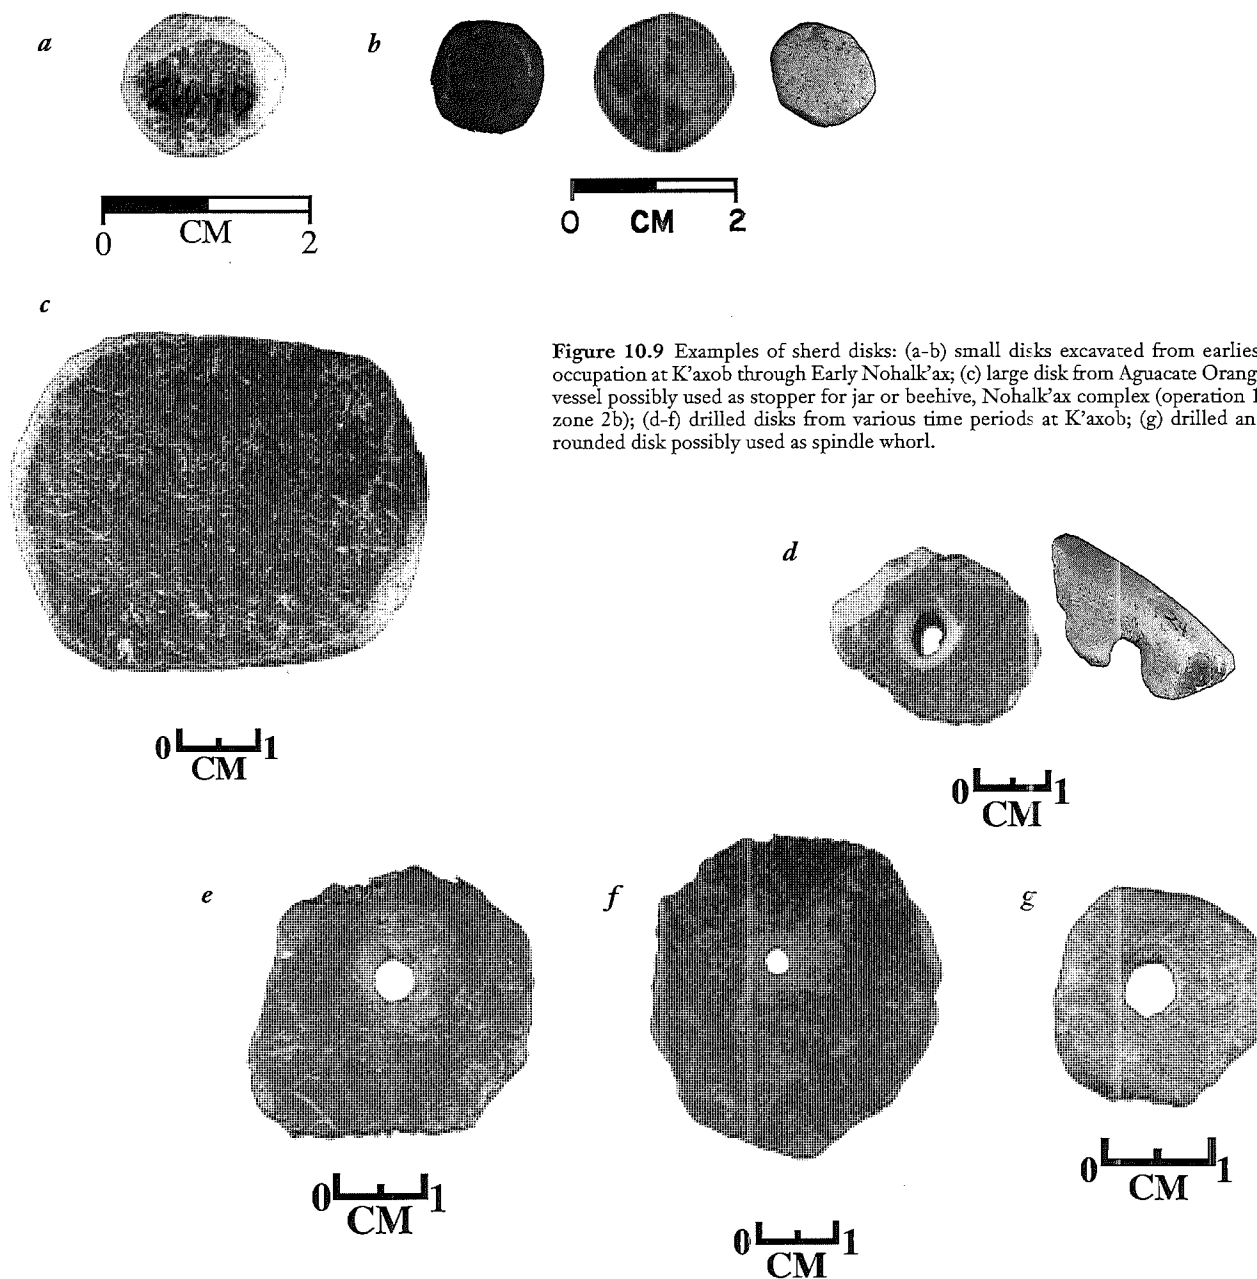 a
b
0 CM 2
0 CM 2
c
Figure 10.9 Examples of sherd disks: (a-b) small disks excavated from earlies
occupation at K'axob through Early Nohalk'ax; (c) large disk from Aguacate Orang
vessel possibly used as stopper for jar or beehive, Nohalk'ax complex (operation 1
zone 2b); (d-f) drilled disks from various time periods at K'axob; (g) drilled an
rounded disk possibly used as spindle whorl.
d
0 1
CM
0 1
CM
e
f
g
0 1
CM
0 1
CM
0 1
CM